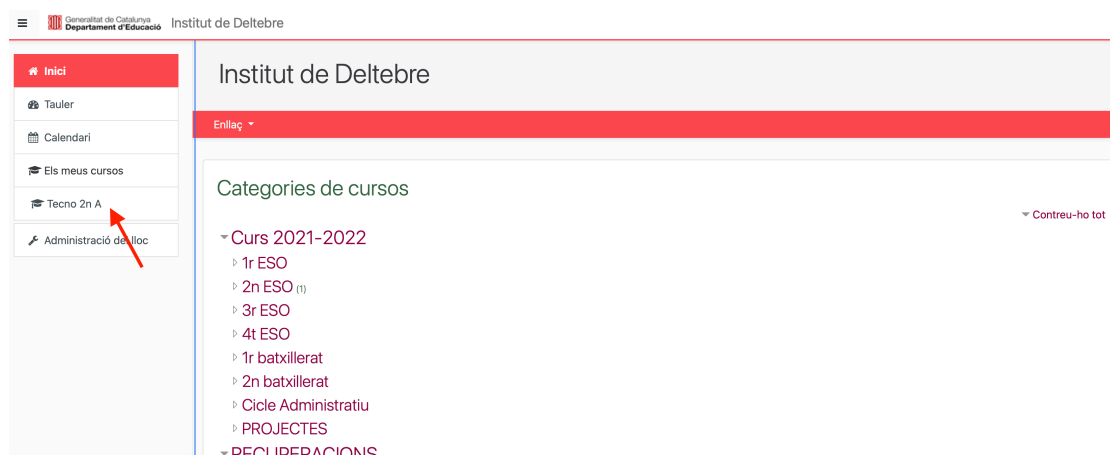 Generalitat de Catalunya
Departament d'Educació
Institut de Deltebre
Inici
Tauler
Calendari
Els meus cursos
Tecno 2n A
Administració de lloc
Institut de Deltebre
Enllaç
Categories de cursos
Contreu-ho tot
Curs 2021-2022
1r ESO
2n ESO (1)
3r ESO
4t ESO
1r batxillerat
2n batxillerat
Cicle Administratiu
PROJECTES
RECUPERACIONS